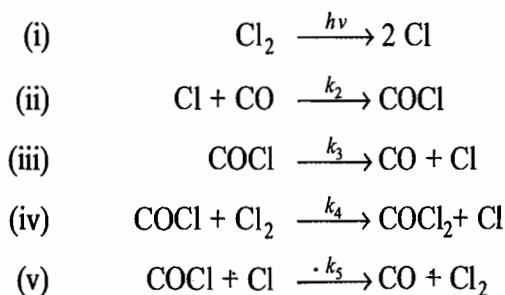 (i) Cl₂ hν → 2 Cl
(ii) Cl + CO k₂ → COCl
(iii) COCl k₃ → CO + Cl
(iv) COCl + Cl₂ k₄ → COCl₂ + Cl
(v) COCl + Cl k₅ → CO + Cl₂